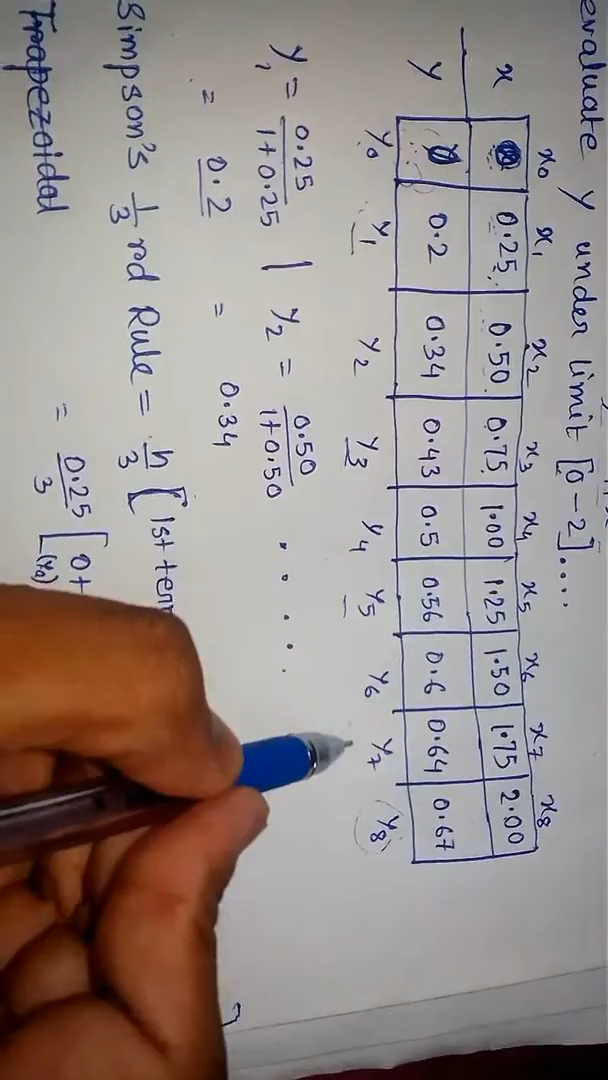 evaluate y under limit [0-2]....
x0 x1 x2 x3 x4 x5 x6 x7 x8
x 0.25 0.50 0.75 1.00 1.25 1.50 1.75 2.00
y 0 0.2 0.34 0.43 0.5 0.56 0.6 0.64 0.67
y0 y1 y2 y3 y4 y5 y6 y7 y8
y1 = 0.25/1+0.25 | y2 = 0.50/1+0.50 .....
= 0.2 = 0.34
Simpson's 1/3 rd Rule = h/3 [1st
= 0.25/3 [0+
(y0)
Trapezoidal